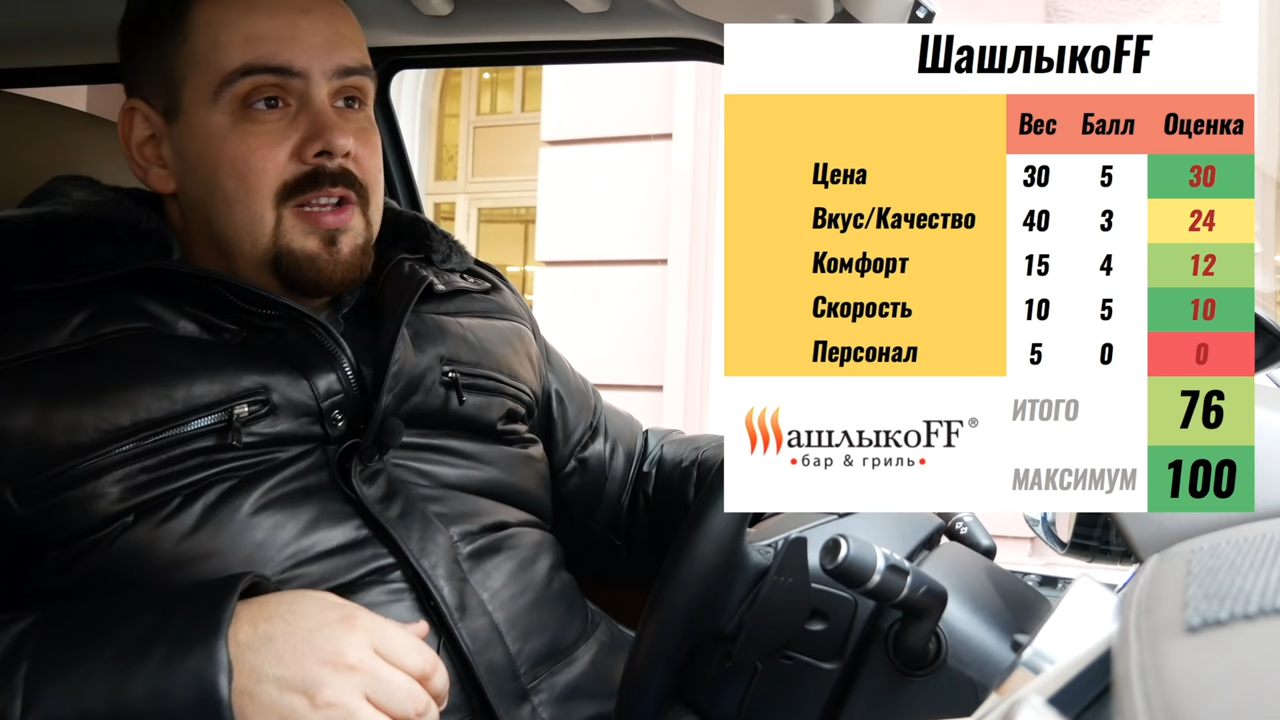 ШашлыкоFF
Вес Балл Оценка
Цена 30 5 30
Вкус/Качество 40 3 24
Комфорт 15 4 12
Скорость 10 5 10
Персонал 5 0 0
ИТОГО 76
МАКСИМУМ 100
ШашлыкоFF®
•бар & гриль•